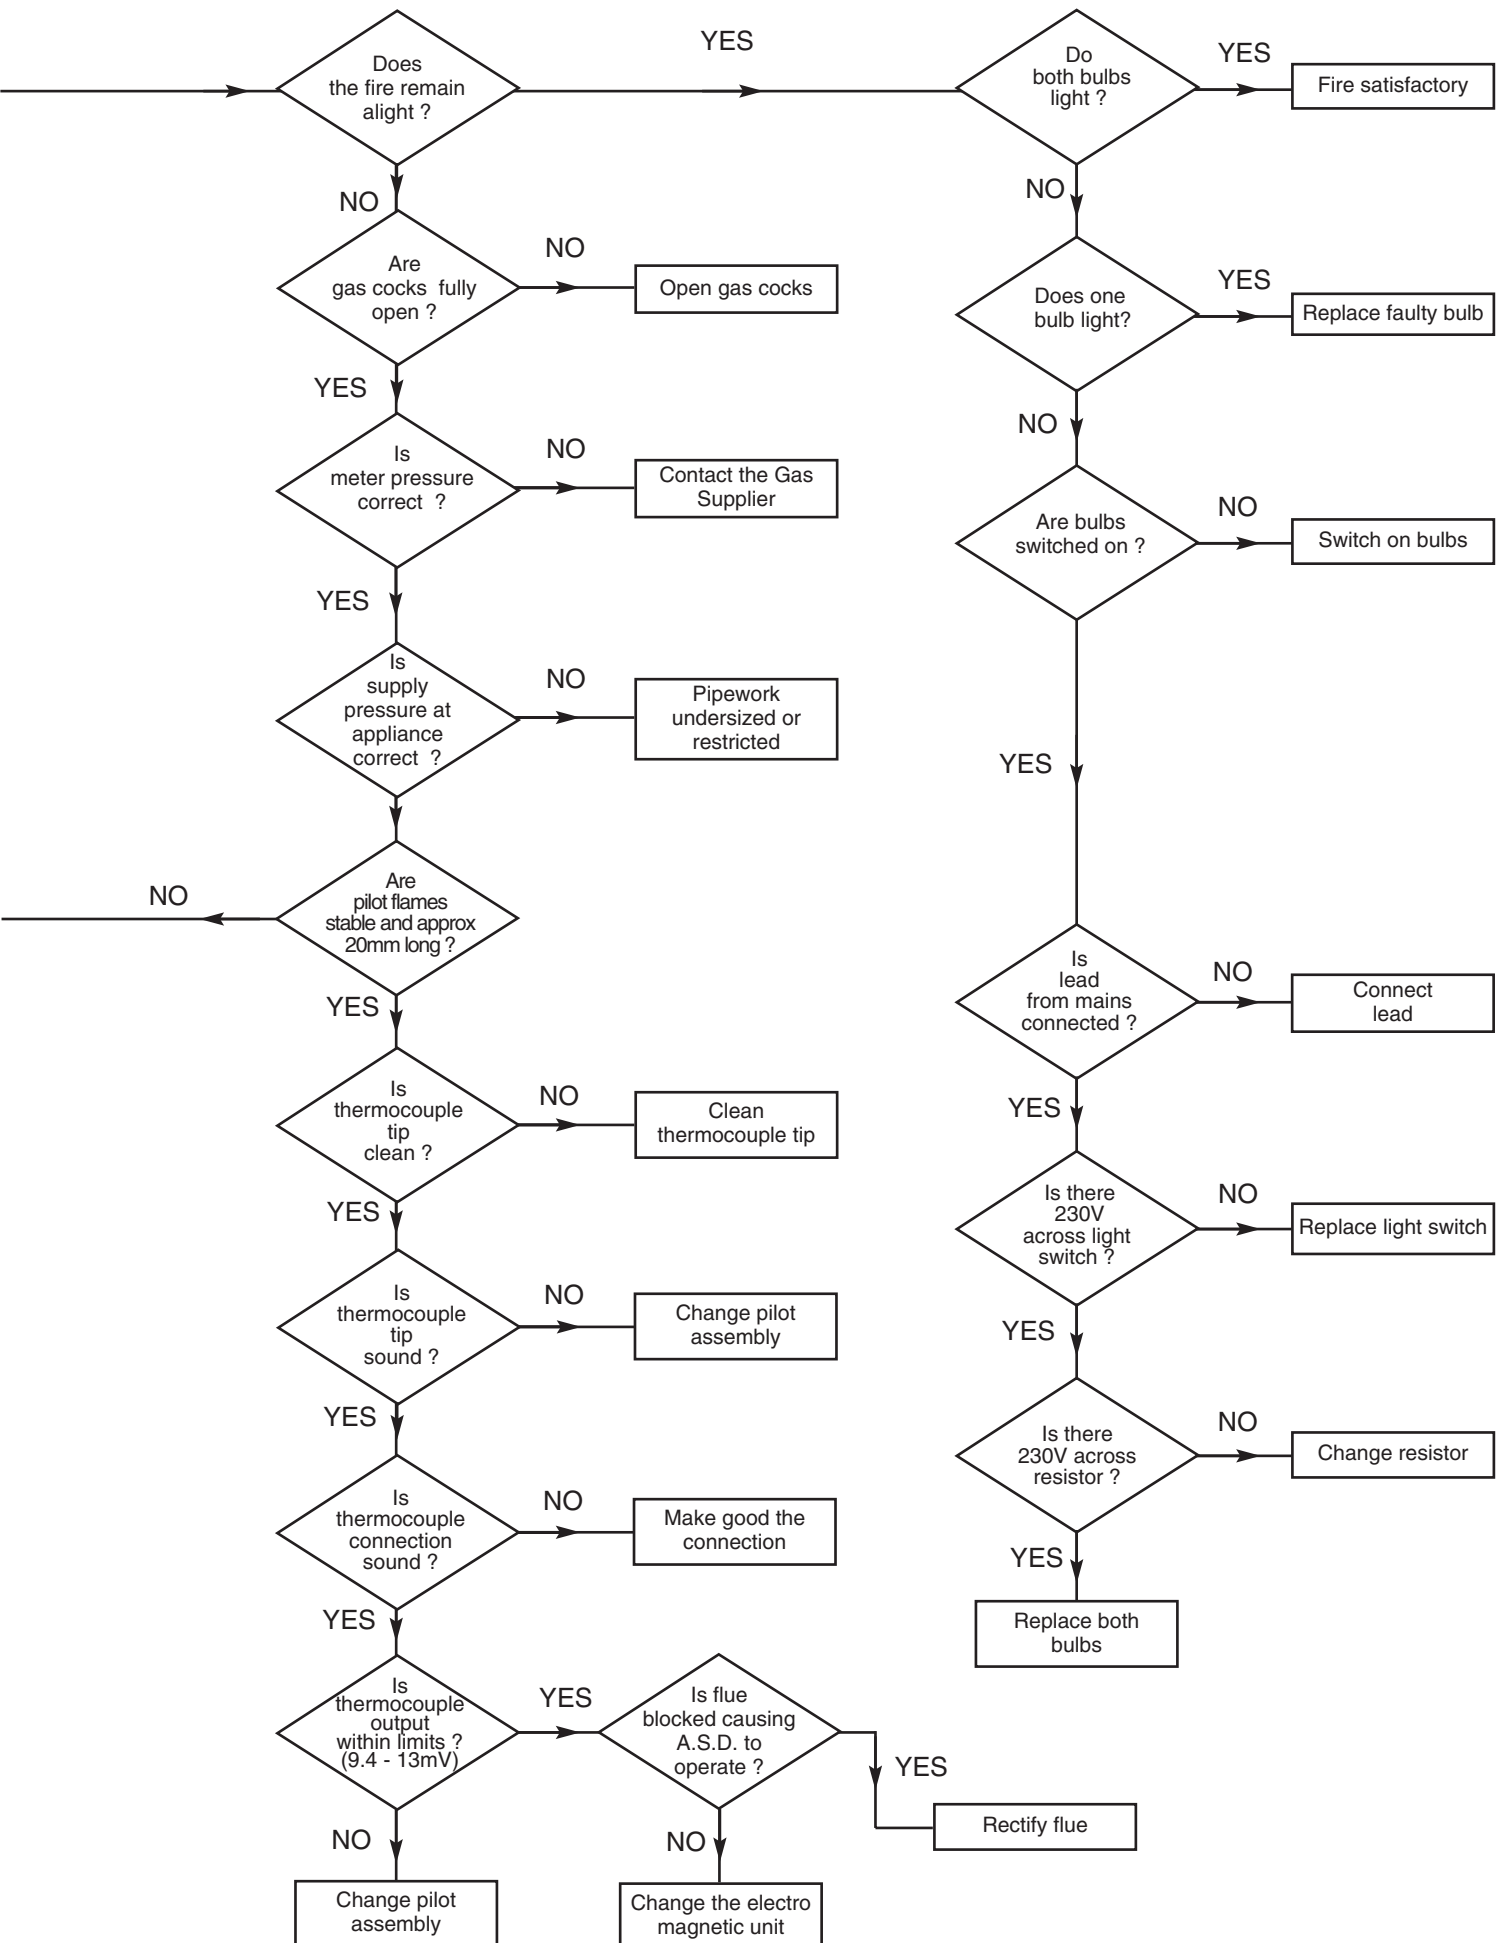 Does
the fire remain
alight ?
YES
Do
both bulbs
light ?
YES
Fire satisfactory
NO
NO
Are
gas cocks fully
open ?
NO
Open gas cocks
Does one
bulb light?
YES
Replace faulty bulb
YES
NO
Is
meter pressure
correct ?
NO
Contact the Gas
Supplier
Are bulbs
switched on ?
NO
Switch on bulbs
YES
Is
supply
pressure at
appliance
correct ?
NO
Pipework
undersized or
restricted
YES
Are
pilot flames
stable and approx
20mm long ?
NO
YES
Is
lead
from mains
connected ?
NO
Connect
lead
YES
Is
thermocouple
tip
clean ?
NO
Clean
thermocouple tip
YES
Is there
230V
across light
switch ?
NO
Replace light switch
YES
Is
thermocouple
tip
sound ?
NO
Change pilot
assembly
YES
Is there
230V across
resistor ?
NO
Change resistor
YES
Is
thermocouple
connection
sound ?
NO
Make good the
connection
YES
Replace both
bulbs
Is
thermocouple
output
within limits ?
(9.4 - 13mV)
YES
Is flue
blocked causing
A.S.D. to
operate ?
YES
Rectify flue
NO
Change pilot
assembly
NO
Change the electro
magnetic unit